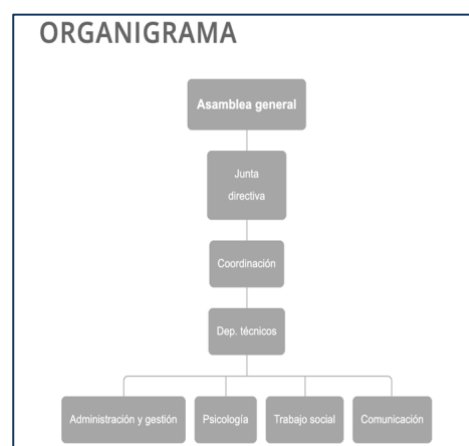 ORGANIGRAMA
Asamblea general
Junta
directiva
Coordinación
Dep. técnicos
Administración y gestión
Psicología
Trabajo social
Comunicación